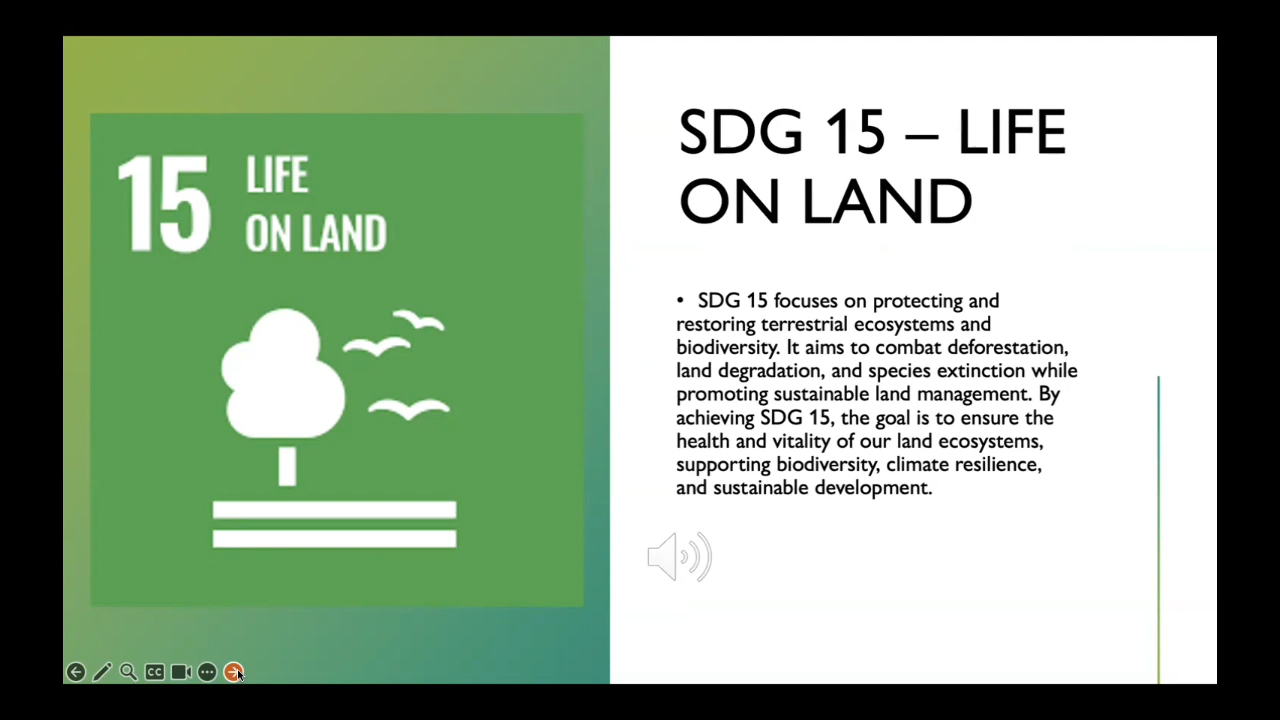 15 LIFE
ON LAND
SDG 15 – LIFE
ON LAND
• SDG 15 focuses on protecting and
restoring terrestrial ecosystems and
biodiversity. It aims to combat deforestation,
land degradation, and species extinction while
promoting sustainable land management. By
achieving SDG 15, the goal is to ensure the
health and vitality of our land ecosystems,
supporting biodiversity, climate resilience,
and sustainable development.
CC